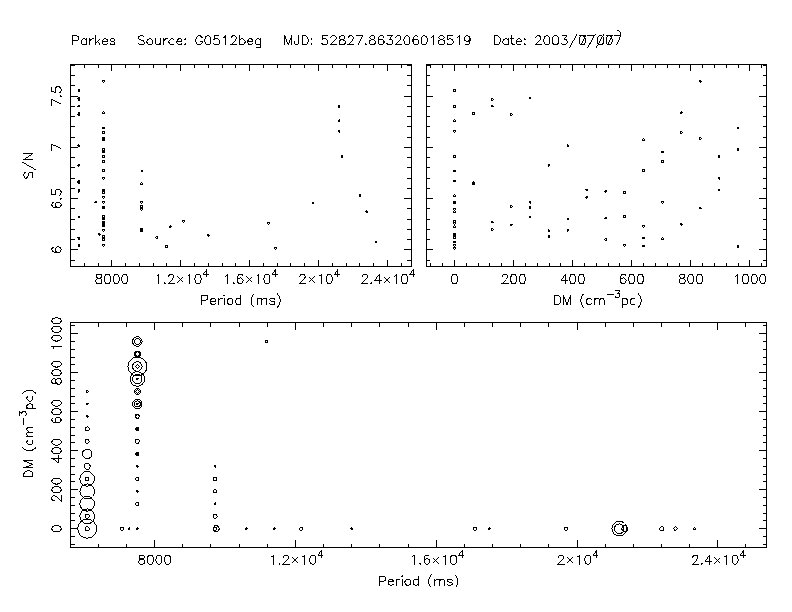 Parkes Source: G0512beg MJD: 52827.863206018519 Date: 2003/
7.5
7
6.5
6
S/N
8000 1.2×10⁴ 1.6×10⁴ 2×10⁴ 2.4×10⁴
Period (ms)
0 200 400 600 800 1000
DM (cm⁻³pc)
1000
800
600
400
200
0
DM (cm⁻³pc)
8000 1.2×10⁴ 1.6×10⁴ 2×10⁴ 2.4×10⁴
Period (ms)